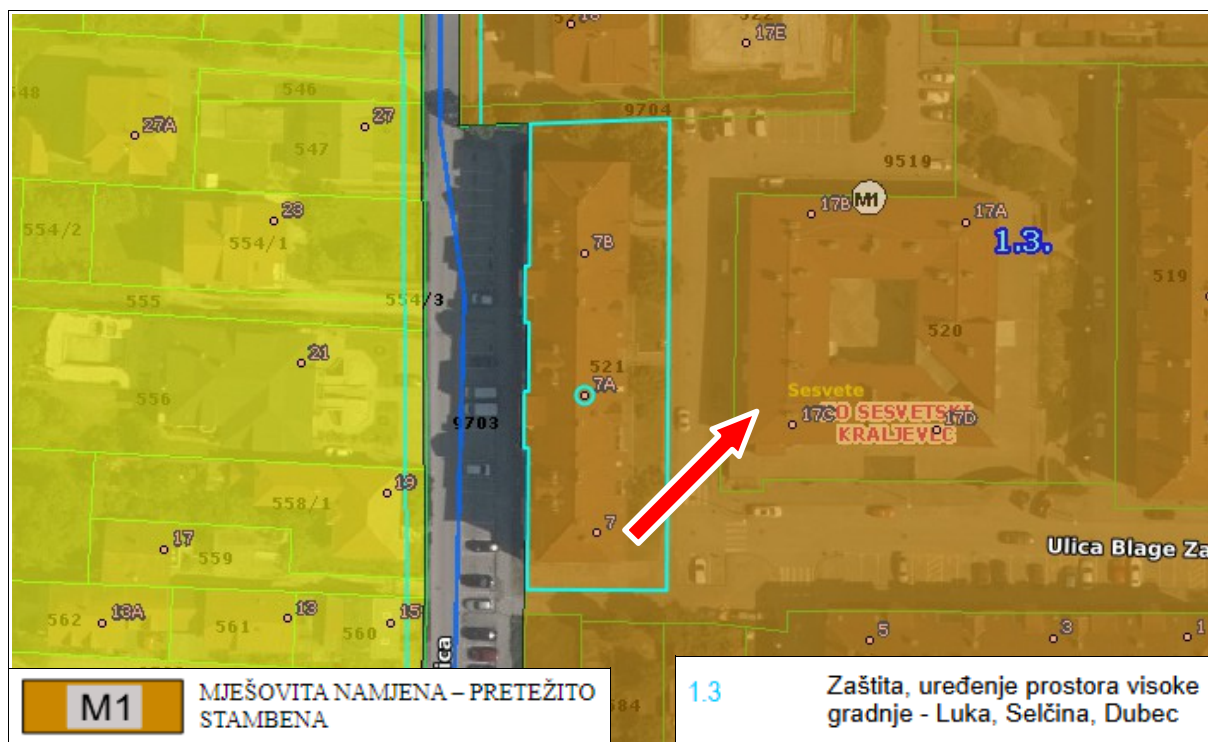 522
17E
548
546
27A
27
547
9704
9519
554/2
23
554/1
17B
M1
17A
1.3.
7B
519
555
554/3
520
21
521
7A
556
Sesvete
17C
KO SESVETSKI
17D
KRALJEVEC
9703
19
558/1
7
17
559
Ulica Blage Za
13A
13
15
562
561
560
5
3
1
ica
584
M1
MJEŠOVITA NAMJENA – PRETEŽITO
STAMBENA
1.3
Zaštita, uređenje prostora visoke
gradnje - Luka, Selčina, Dubec